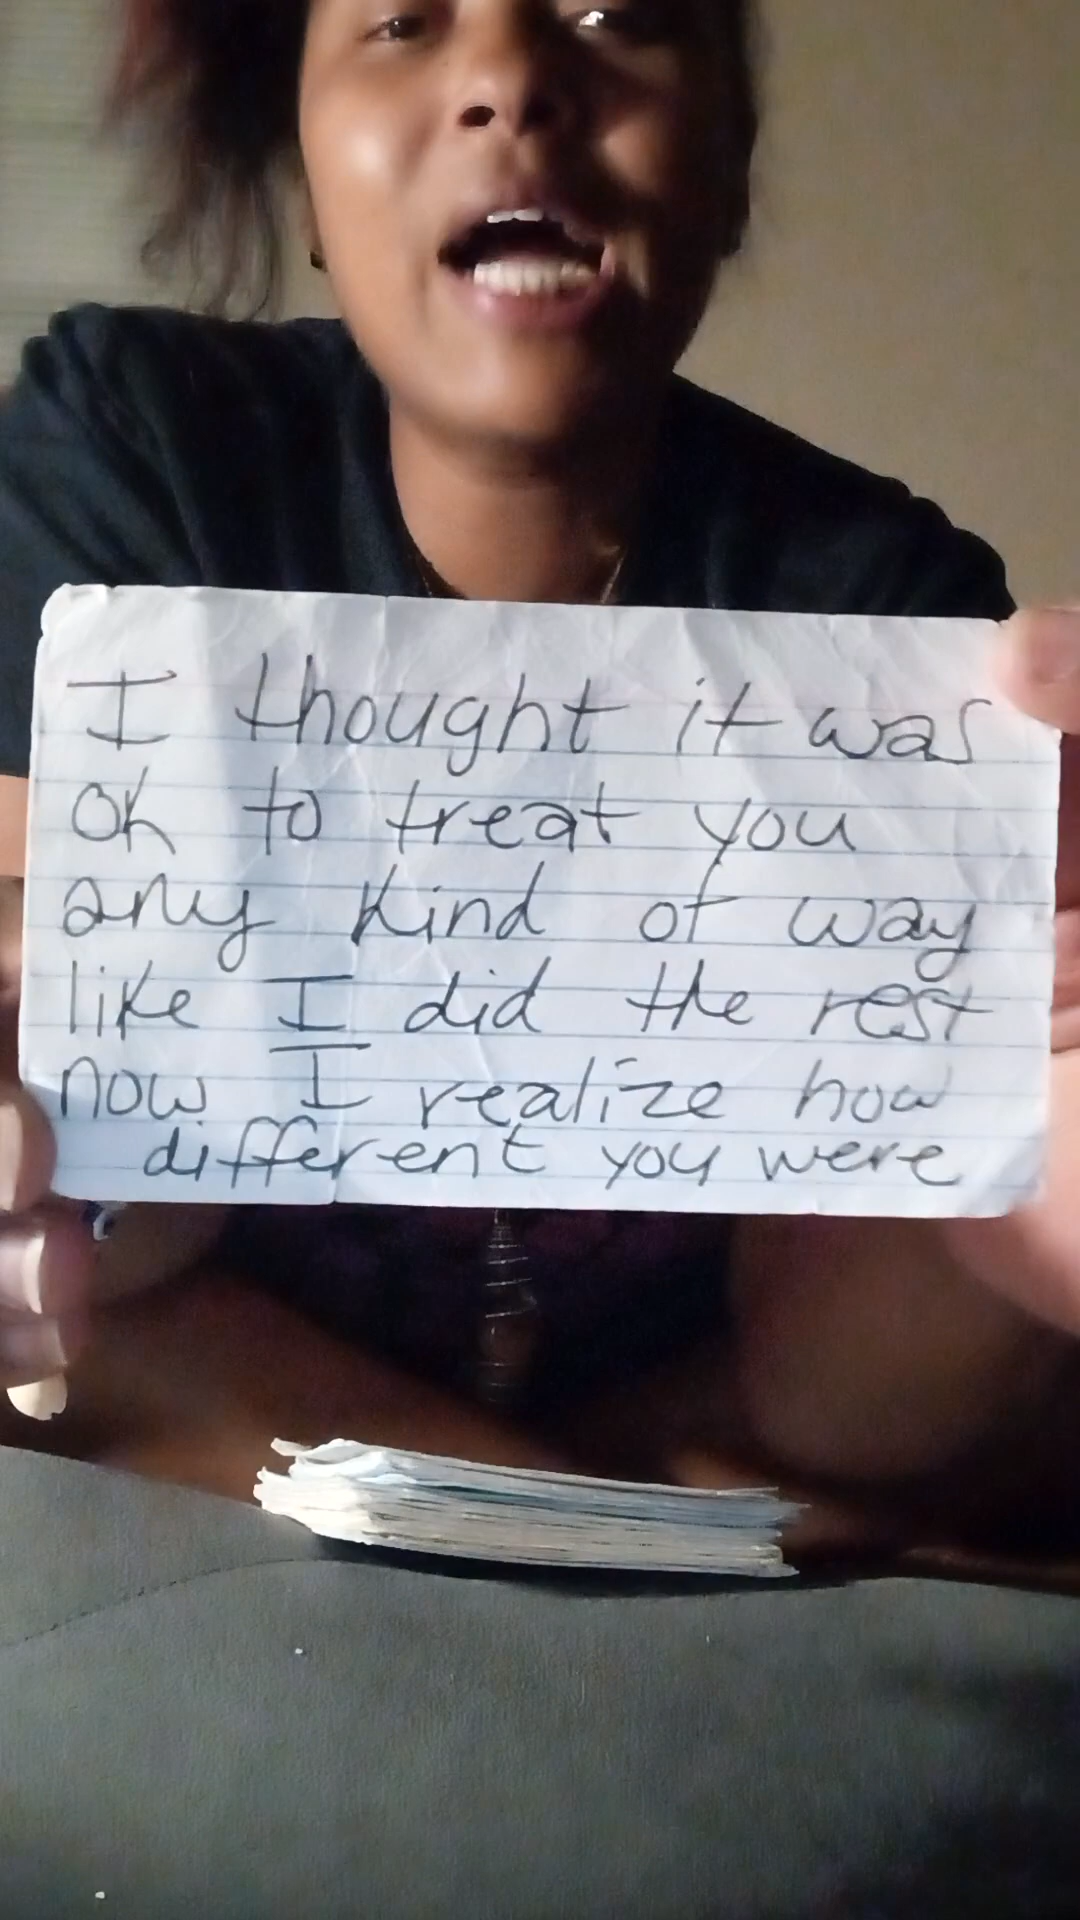 I thought it was
ok to treat you
any kind of way
like I did the rest
now I realize how
different you were